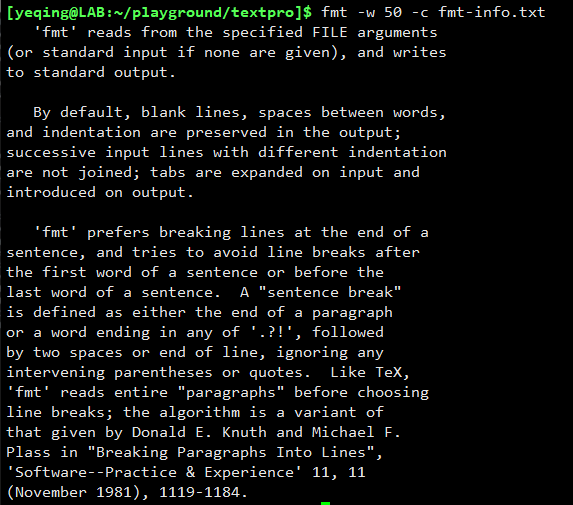 [yeqing@LAB:~/playground/textpro]$ fmt -w 50 -c fmt-info.txt
   'fmt' reads from the specified FILE arguments
(or standard input if none are given), and writes
to standard output.

   By default, blank lines, spaces between words,
and indentation are preserved in the output;
successive input lines with different indentation
are not joined; tabs are expanded on input and
introduced on output.

   'fmt' prefers breaking lines at the end of a
sentence, and tries to avoid line breaks after
the first word of a sentence or before the
last word of a sentence.  A "sentence break"
is defined as either the end of a paragraph
or a word ending in any of '.?!', followed
by two spaces or end of line, ignoring any
intervening parentheses or quotes.  Like TeX,
'fmt' reads entire "paragraphs" before choosing
line breaks; the algorithm is a variant of
that given by Donald E. Knuth and Michael F.
Plass in "Breaking Paragraphs Into Lines",
'Software--Practice & Experience' 11, 11
(November 1981), 1119-1184.